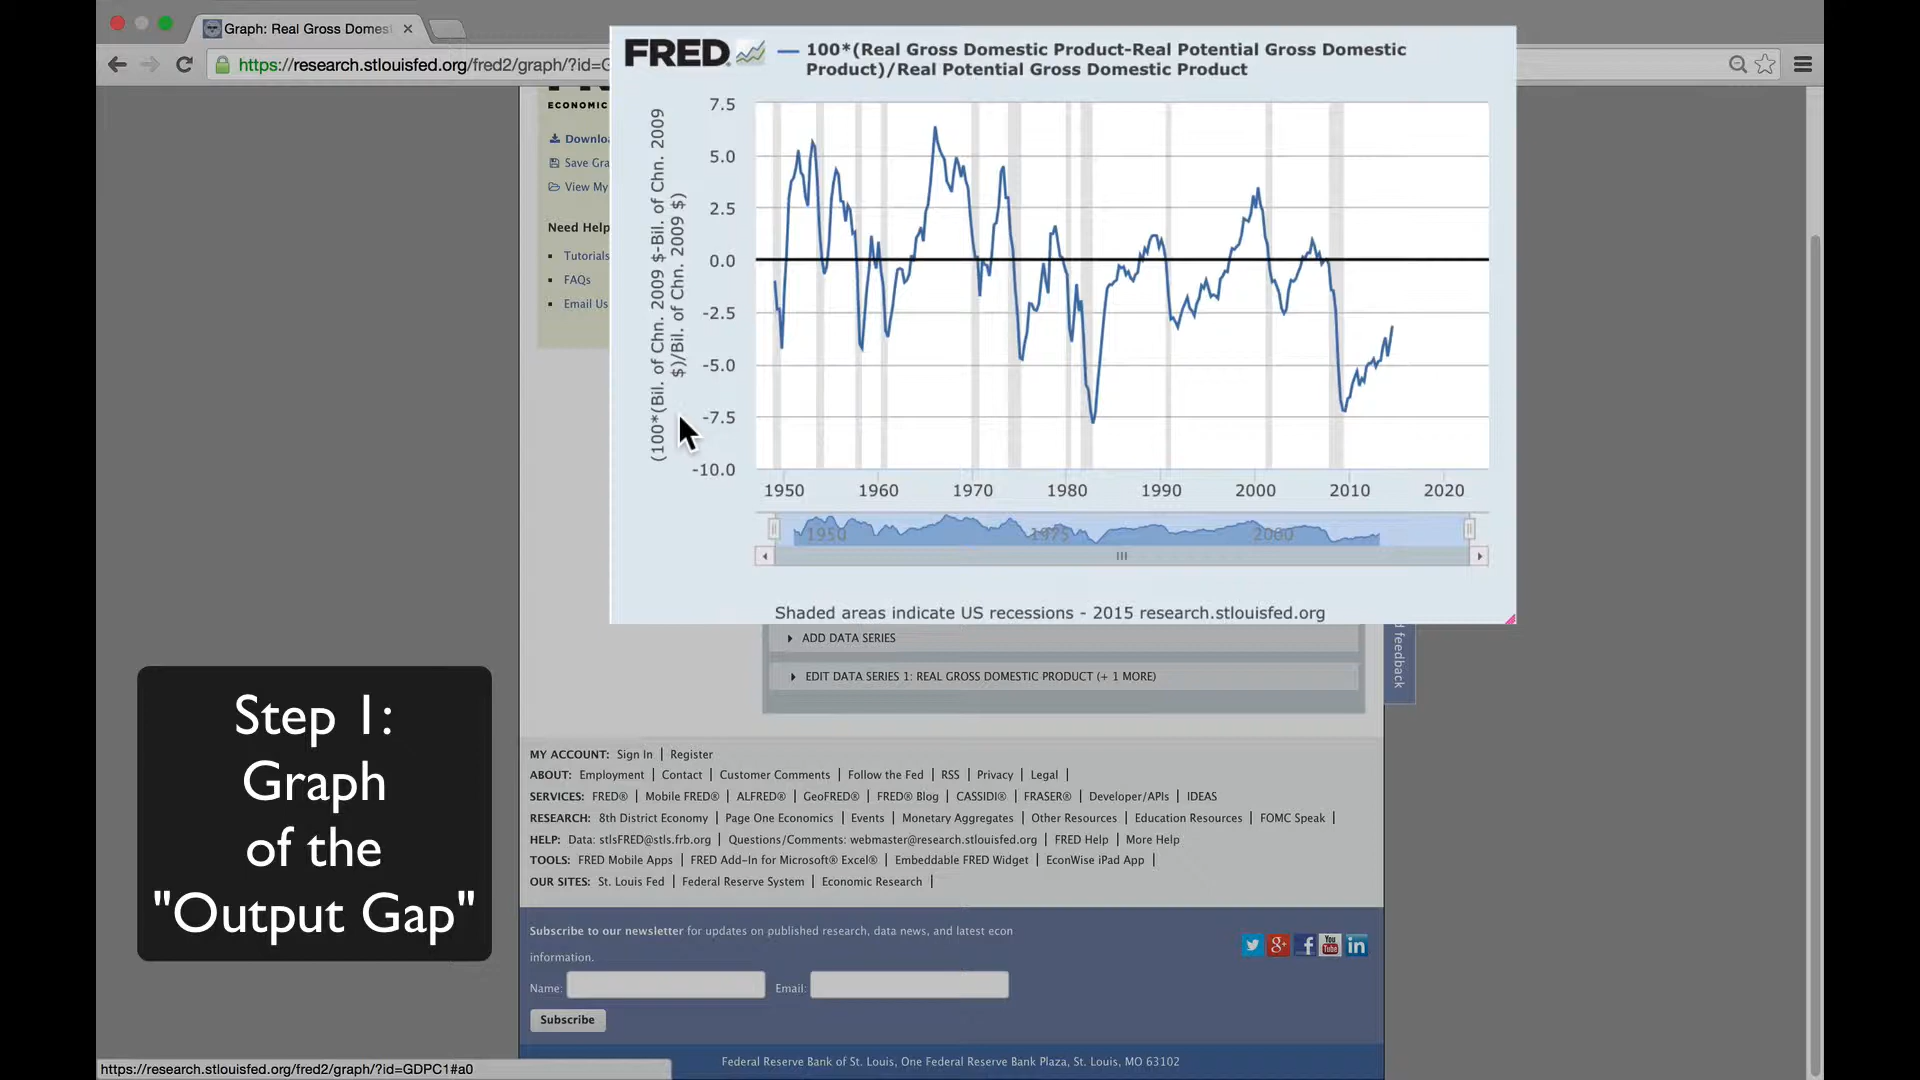 Graph: Real Gross Domes
https://research.stlouisfed.org/fred2/graph/?id=G
FRED
100*(Real Gross Domestic Product-Real Potential Gross Domestic
Product)/Real Potential Gross Domestic Product
(100*(Bil. of Chn. 2009 $-Bil. of Chn. 2009
$)/Bil. of Chn. 2009 $)
7.5
5.0
2.5
0.0
-2.5
-5.0
-7.5
-10.0
1950 1960 1970 1980 1990 2000 2010 2020
1950 1975 2000
Shaded areas indicate US recessions - 2015 research.stlouisfed.org
ECONOMIC
Downlo
Save Gra
View My
Need Help
Tutorials
FAQs
Email Us
ADD DATA SERIES
EDIT DATA SERIES 1: REAL GROSS DOMESTIC PRODUCT (+ 1 MORE)
d feedback
Step 1:
Graph
of the
"Output Gap"
MY ACCOUNT: Sign In | Register
ABOUT: Employment | Contact | Customer Comments | Follow the Fed | RSS | Privacy | Legal |
SERVICES: FRED® | Mobile FRED® | ALFRED® | GeoFRED® | FRED® Blog | CASSIDI® | FRASER® | Developer/APIs | IDEAS
RESEARCH: 8th District Economy | Page One Economics | Events | Monetary Aggregates | Other Resources | Education Resources | FOMC Speak |
HELP: Data: stlsFRED@stls.frb.org | Questions/Comments: webmaster@research.stlouisfed.org | FRED Help | More Help
TOOLS: FRED Mobile Apps | FRED Add-In for Microsoft® Excel® | Embeddable FRED Widget | EconWise iPad App |
OUR SITES: St. Louis Fed | Federal Reserve System | Economic Research |
Subscribe to our newsletter for updates on published research, data news, and latest econ
information.
Name: Email:
Subscribe
You
Tube
Federal Reserve Bank of St. Louis, One Federal Reserve Bank Plaza, St. Louis, MO 63102
https://research.stlouisfed.org/fred2/graph/?id=GDPC1#a0